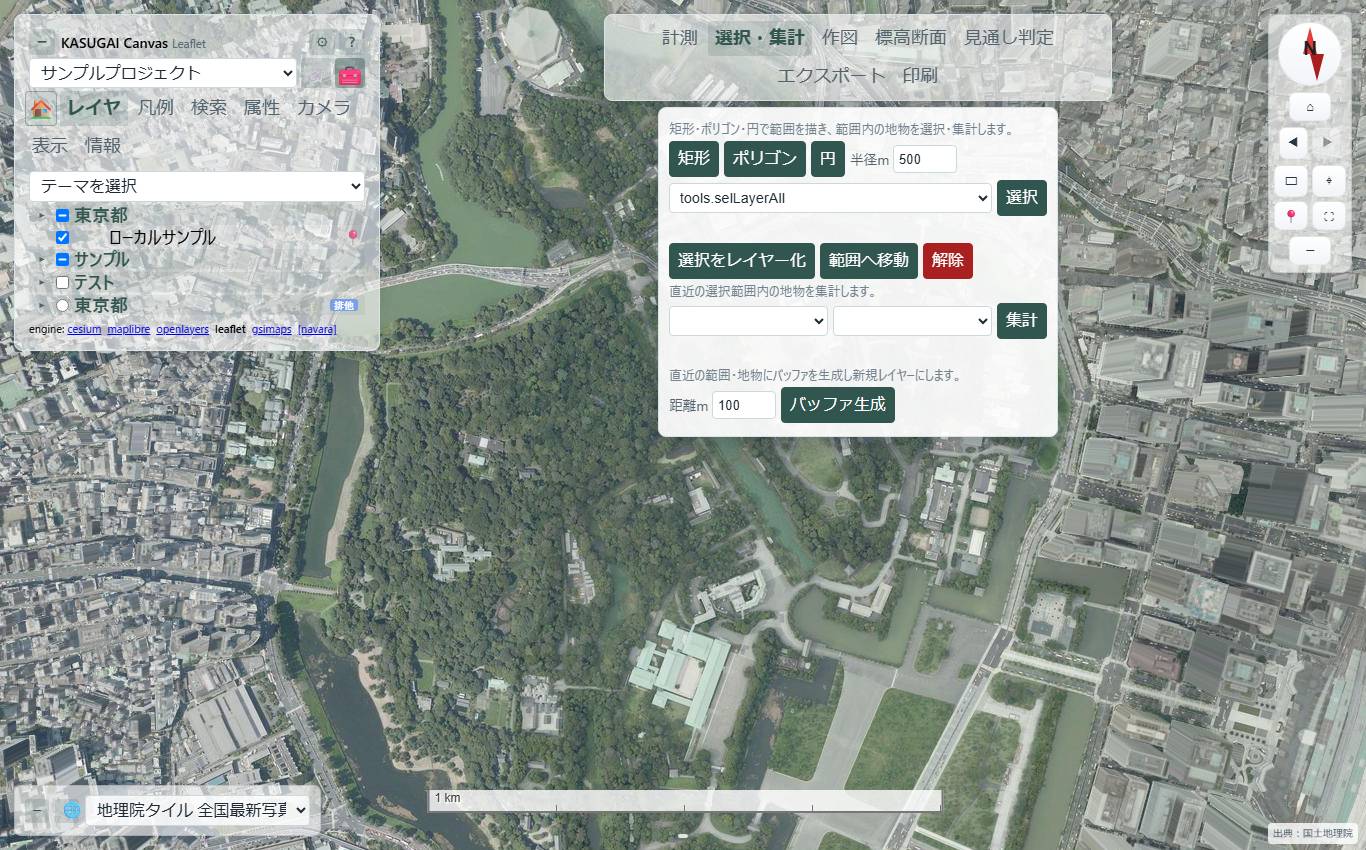 KASUGAI Canvas Leaflet
サンプルプロジェクト
レイヤ 凡例 検索 属性 カメラ
表示 情報
テーマを選択
東京都
ローカルサンプル
サンプル
テスト
東京都 排他
engine: cesium maplibre openlayers leaflet gsimaps [navara]
計測 選択・集計 作図 標高断面 見通し判定
エクスポート 印刷
矩形・ポリゴン・円で範囲を描き、範囲内の地物を選択・集計します。
矩形 ポリゴン 円 半径m 500
tools.selLayerAll 選択
選択をレイヤー化 範囲へ移動 解除
直近の選択範囲内の地物を集計します。
集計
直近の範囲・地物にバッファを生成し新規レイヤーにします。
距離m 100 バッファ生成
N
地理院タイル 全国最新写真
1 km
出典：国土地理院